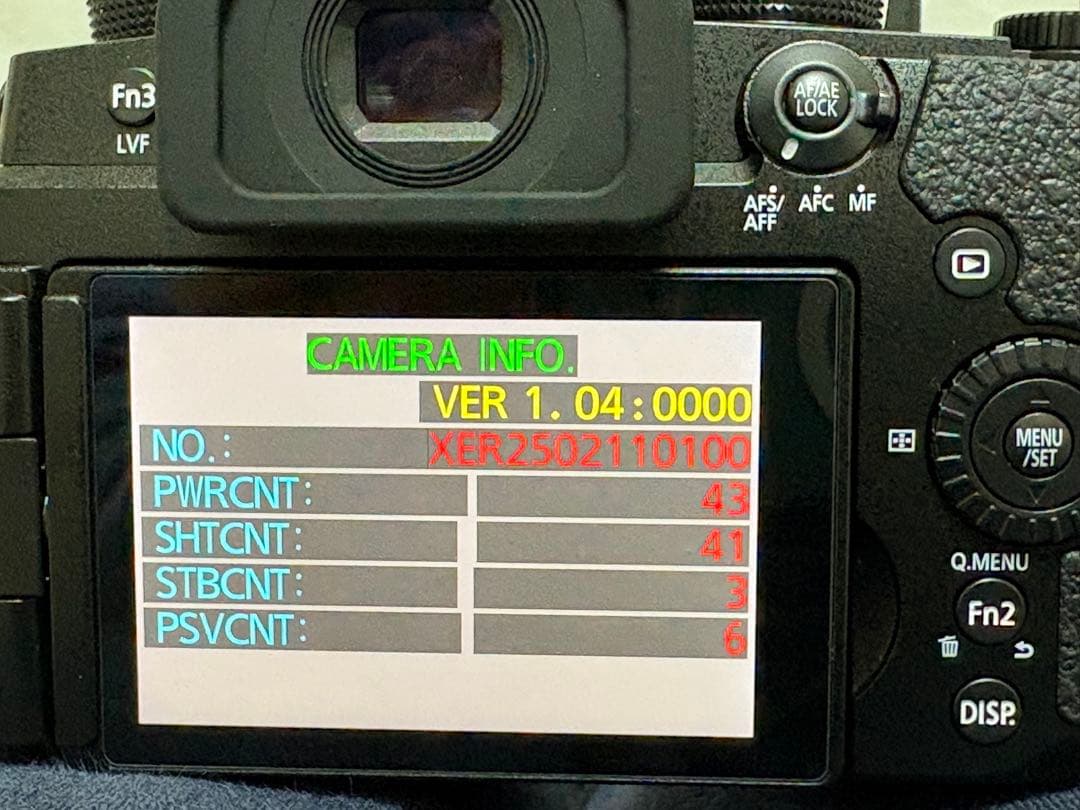 Fn3
LVF
AF/AE
LOCK
AFS/
AFF
AFC
MF
CAMERA INFO.
VER 1.04:0000
NO.: XER2502110100
PWRCNT: 43
SHTCNT: 41
STBCNT: 3
PSVCNT: 6
MENU
/SET
Q.MENU
Fn2
DISP.